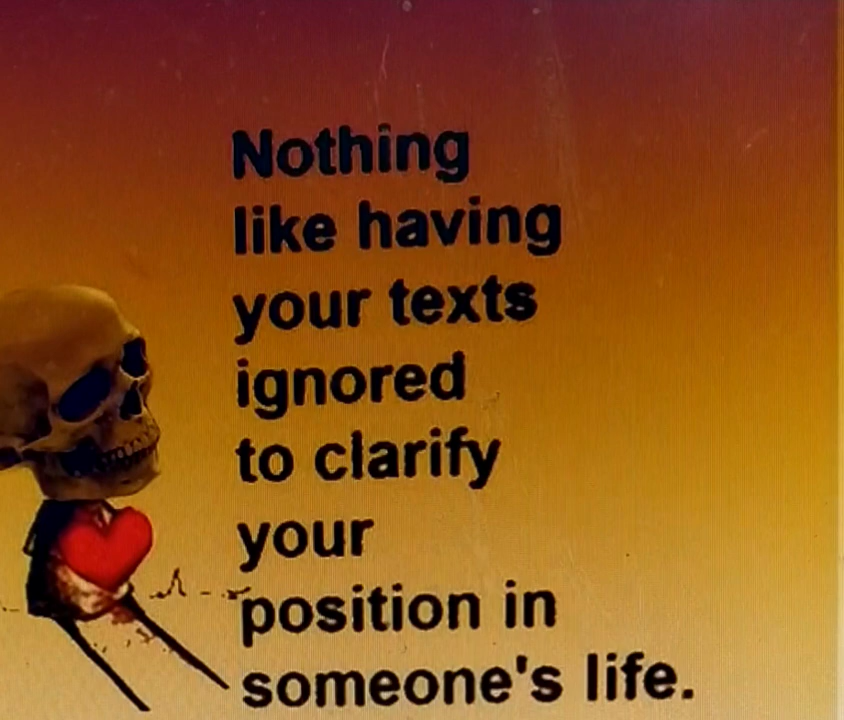 Nothing
like having
your texts
ignored
to clarify
your
position in
someone's life.